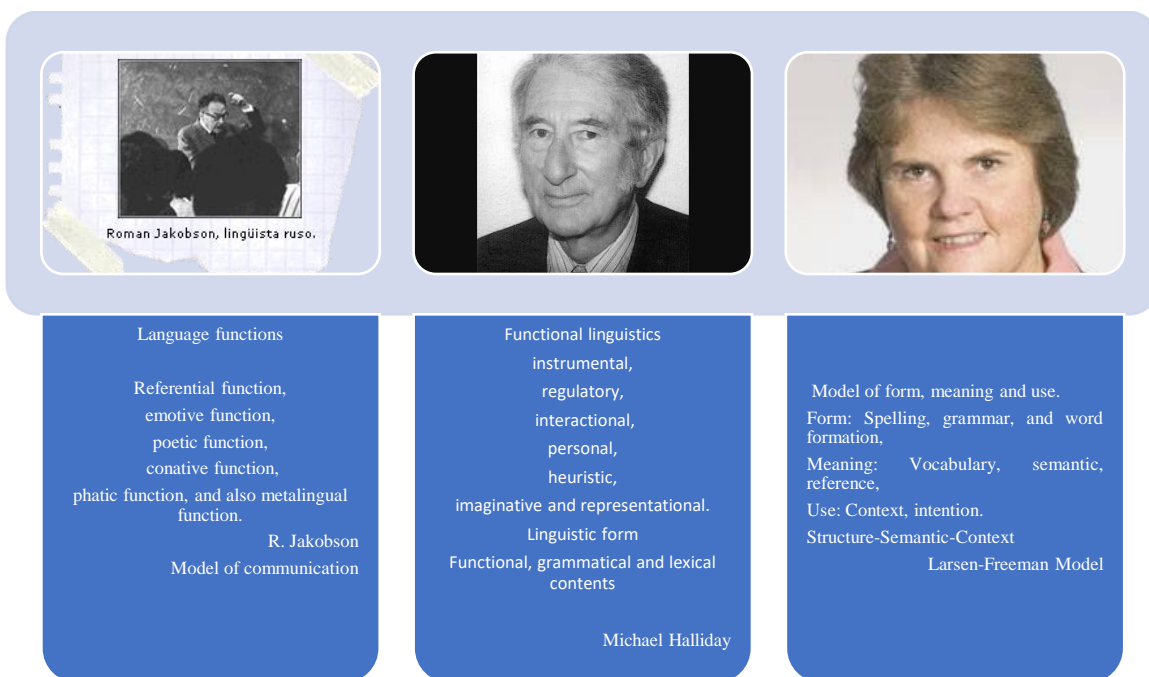 Roman Jakobson, lingüista ruso.
Language functions
Referential function,
emotive function,
poetic function,
conative function,
phatic function, and also metalingual
function.
R. Jakobson
Model of communication
Functional linguistics
instrumental,
regulatory,
interactional,
personal,
heuristic,
imaginative and representational.
Linguistic form
Functional, grammatical and lexical
contents
Michael Halliday
Model of form, meaning and use.
Form: Spelling, grammar, and word
formation,
Meaning: Vocabulary, semantic,
reference,
Use: Context, intention.
Structure-Semantic-Context
Larsen-Freeman Model